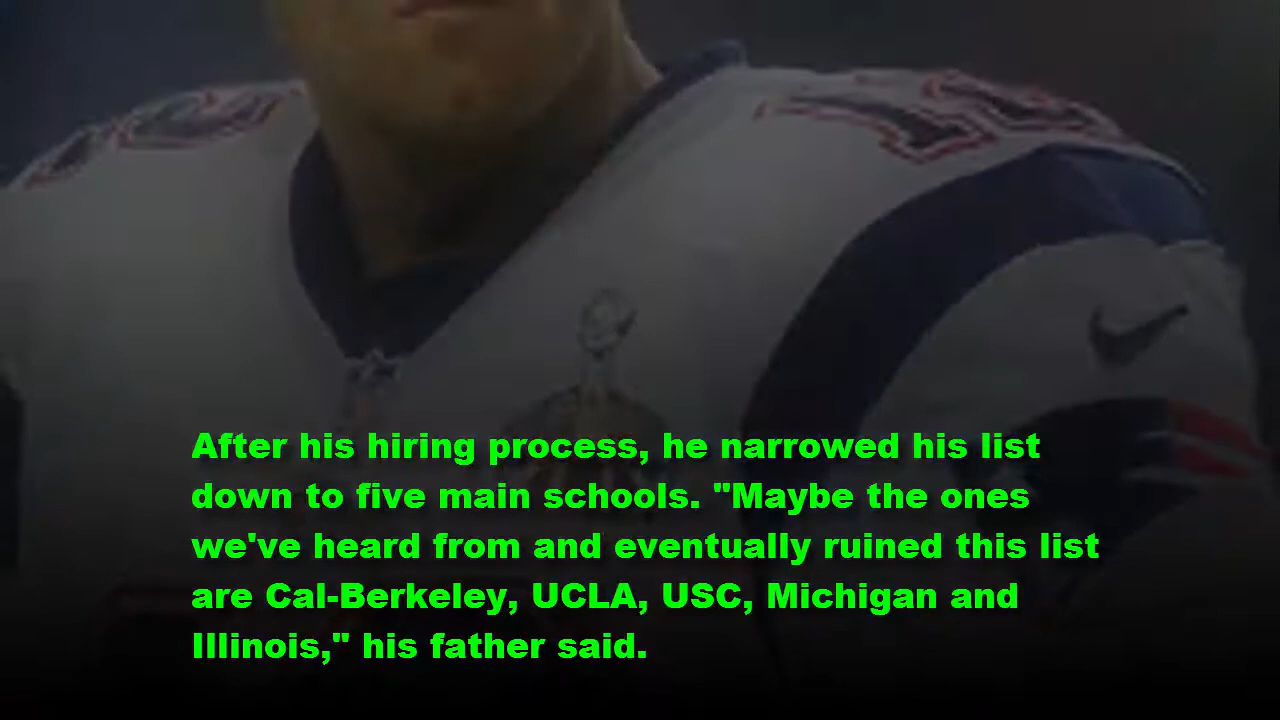 After his hiring process, he narrowed his list
down to five main schools. "Maybe the ones
we've heard from and eventually ruined this list
are Cal-Berkeley, UCLA, USC, Michigan and
Illinois," his father said.